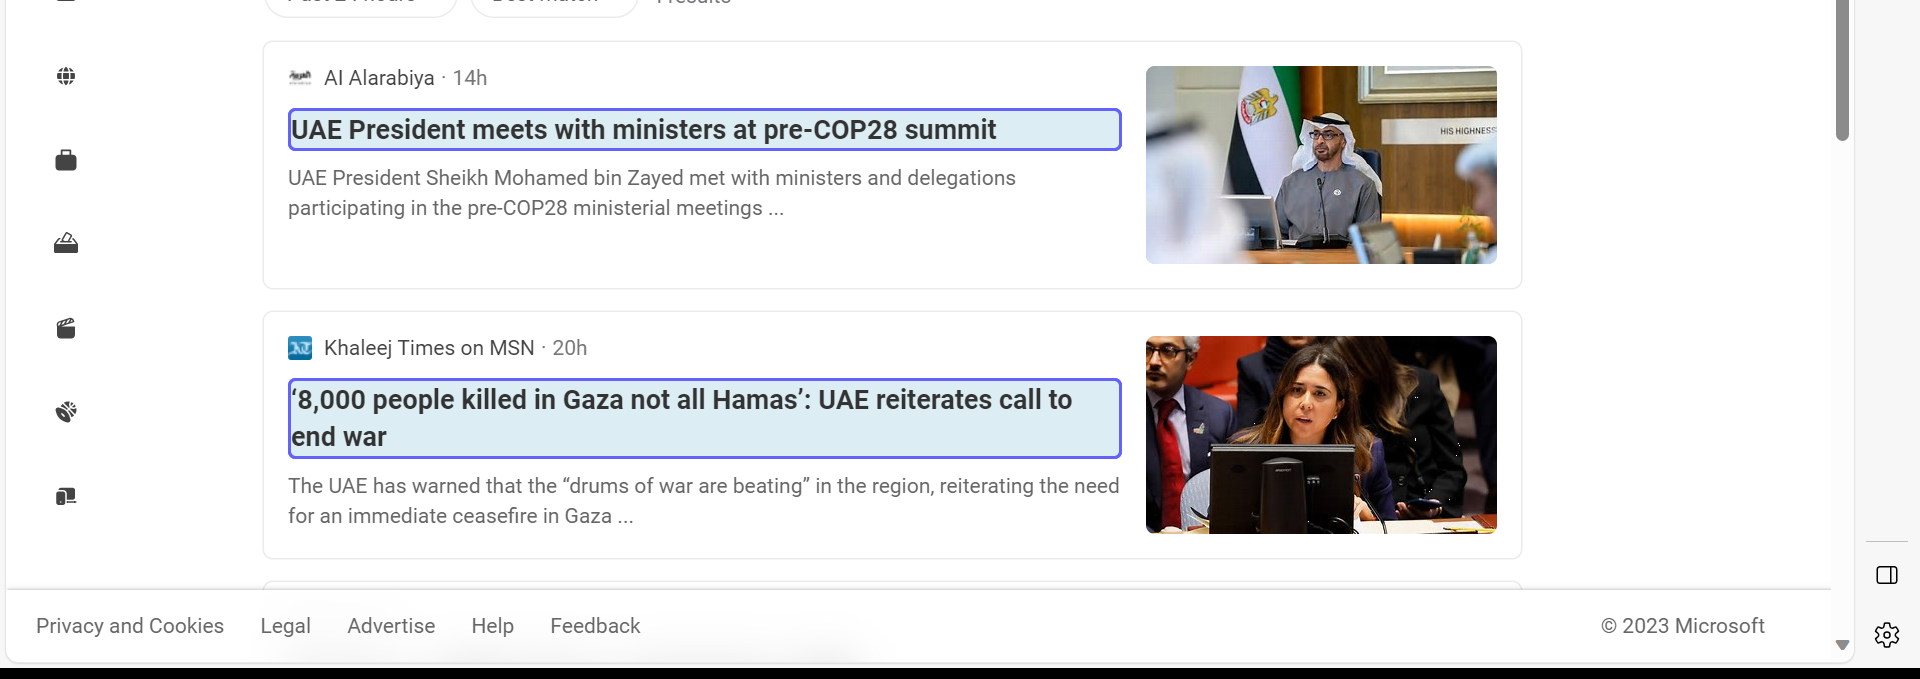 Al Alarabiya · 14h
UAE President meets with ministers at pre-COP28 summit
UAE President Sheikh Mohamed bin Zayed met with ministers and delegations
participating in the pre-COP28 ministerial meetings ...
HIS HIGHNESS
Khaleej Times on MSN · 20h
‘8,000 people killed in Gaza not all Hamas’: UAE reiterates call to
end war
The UAE has warned that the “drums of war are beating” in the region, reiterating the need
for an immediate ceasefire in Gaza ...
Privacy and Cookies Legal Advertise Help Feedback © 2023 Microsoft